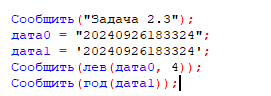 Сообщить("Задача 2.3");
дата0 = "20240926183324";
дата1 = '20240926183324';
Сообщить(лев(дата0, 4));
Сообщить(год(дата1));